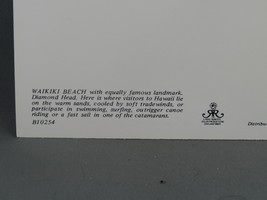 WAIKIKI BEACH with equally famous landmark,
Diamond Head. Here is where visitors to Hawaii lie
on the warm sands, cooled by soft tradewinds, or
participate in swimming, surfing, outrigger canoe
riding or a fast sail in one of the catamarans.
B10254
Distribu